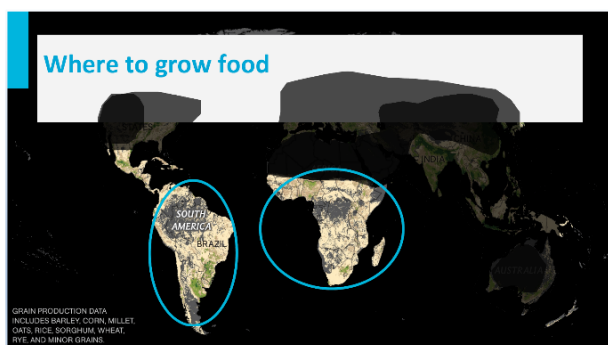 Where to grow food
INDIA
SOUTH
AMERICA
BRAZIL
AUSTRALIA
GRAIN PRODUCTION DATA
INCLUDES BARLEY, CORN, MILLET,
OATS, RICE, SORGHUM, WHEAT,
RYE, AND MINOR GRAINS.